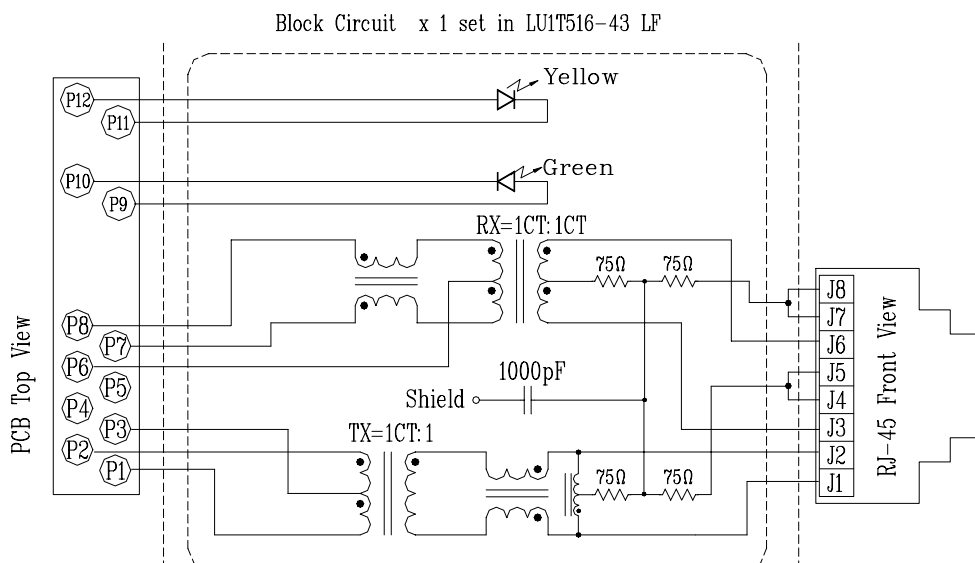 Block Circuit x 1 set in LU1T516-43 LF
P12
Yellow
P11
P10
Green
P9
RX=1CT:1CT
75Ω 75Ω
J8
P8
J7
P7
J6
P6
1000pF
J5
P5
Shield
J4
P4
P3
TX=1CT:1
J3
P2
J2
P1
75Ω 75Ω
J1
PCB Top View
RJ-45 Front View